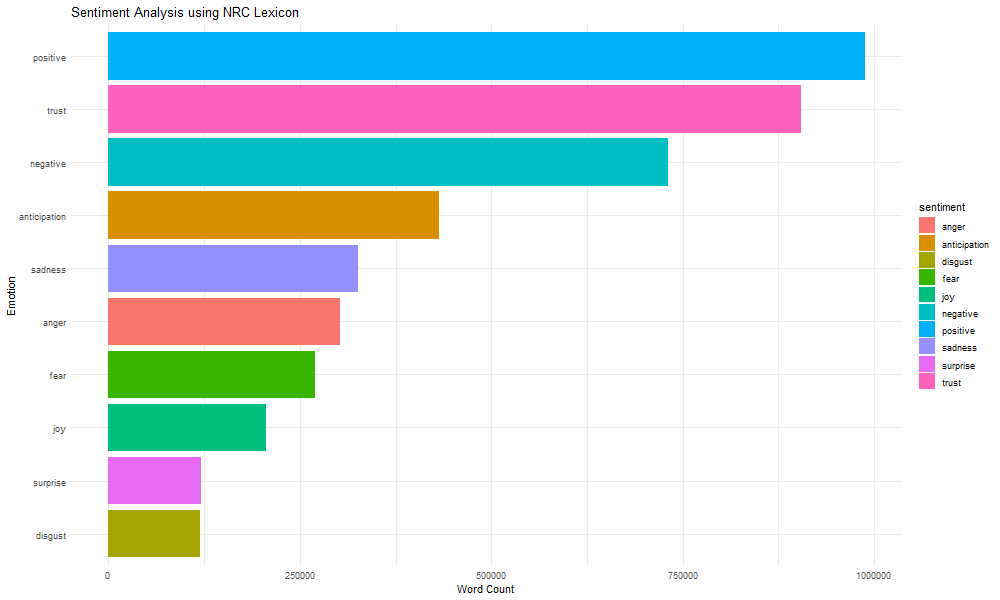 Sentiment Analysis using NRC Lexicon
positive
trust
negative
anticipation
sadness
anger
fear
joy
surprise
disgust
Emotion
0 250000 500000 750000 1000000
Word Count
sentiment
anger
anticipation
disgust
fear
joy
negative
positive
sadness
surprise
trust